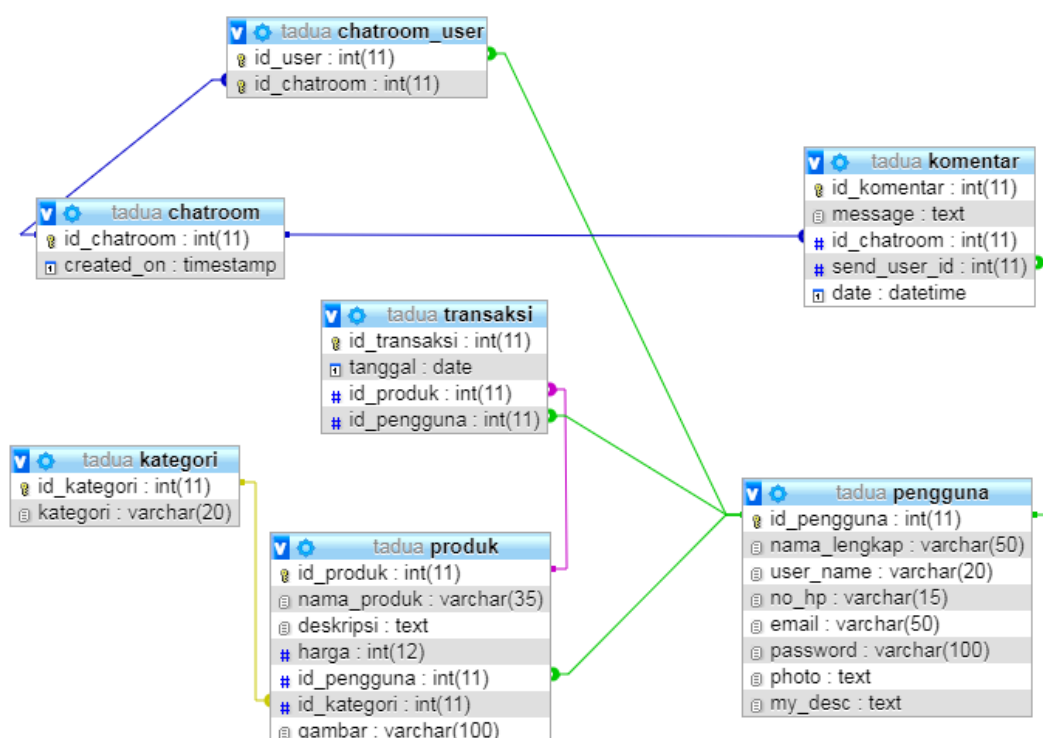 tadua chatroom_user
id_user : int(11)
id_chatroom : int(11)
tadua komentar
id_komentar : int(11)
message : text
id_chatroom : int(11)
send_user_id : int(11)
date : datetime
tadua chatroom
id_chatroom : int(11)
created_on : timestamp
tadua transaksi
id_transaksi : int(11)
tanggal : date
id_produk : int(11)
id_pengguna : int(11)
tadua kategori
id_kategori : int(11)
kategori : varchar(20)
tadua produk
id_produk : int(11)
nama_produk : varchar(35)
deskripsi : text
harga : int(12)
id_pengguna : int(11)
id_kategori : int(11)
gambar : varchar(100)
tadua pengguna
id_pengguna : int(11)
nama_lengkap : varchar(50)
user_name : varchar(20)
no_hp : varchar(15)
email : varchar(50)
password : varchar(100)
photo : text
my_desc : text